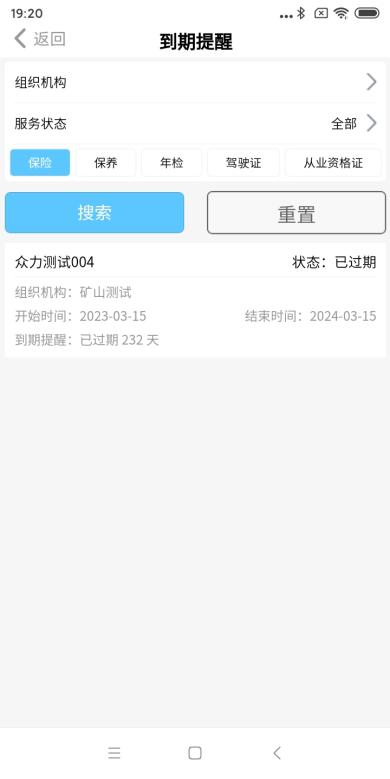 19:20
返回
到期提醒
组织机构
服务状态 全部
保险 保养 年检 驾驶证 从业资格证
搜索 重置
众力测试004 状态：已过期
组织机构：矿山测试
开始时间：2023-03-15 结束时间：2024-03-15
到期提醒：已过期 232 天